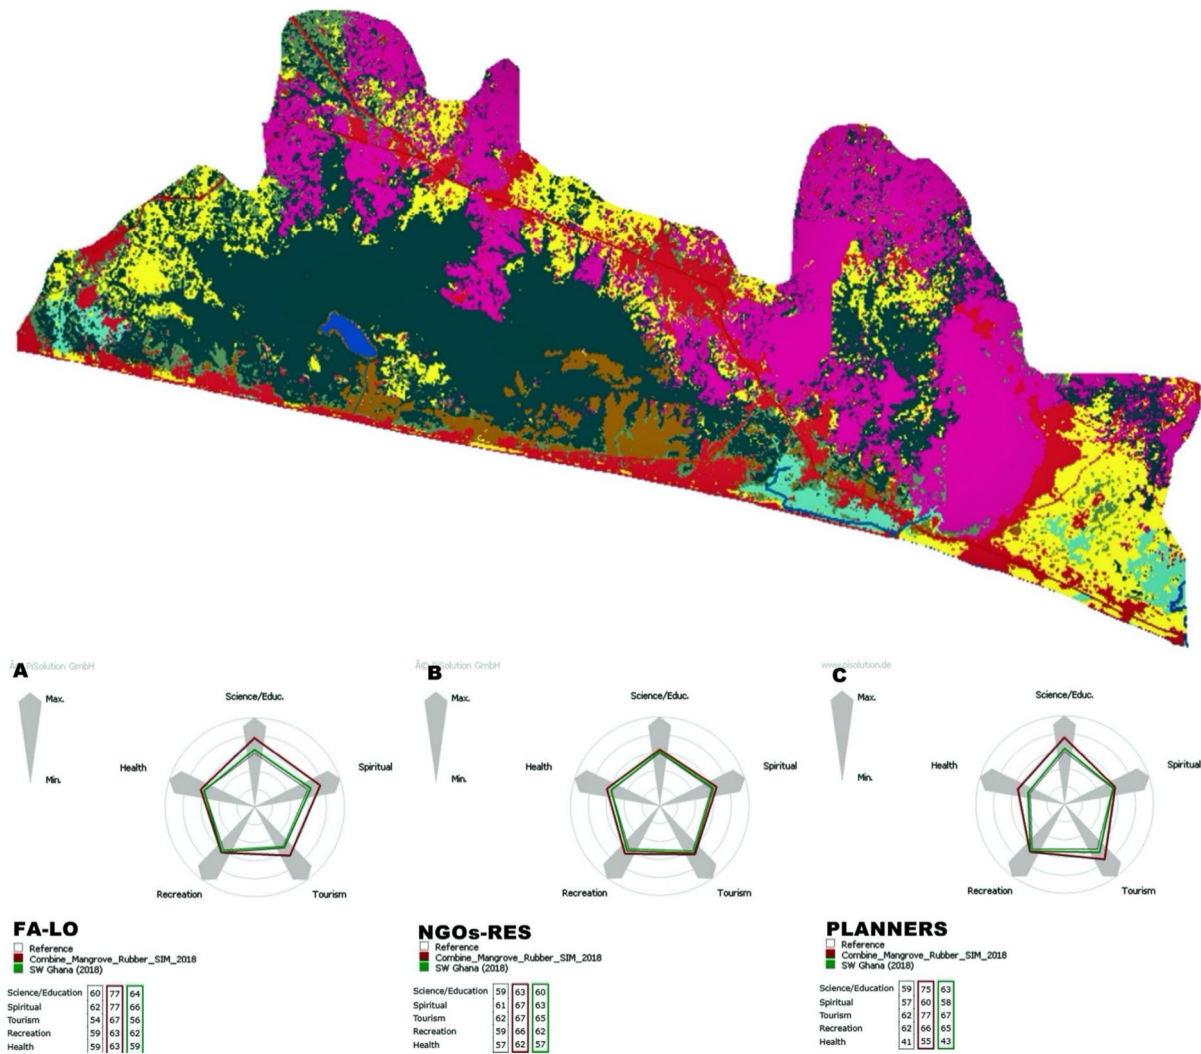 A
Â© PiSolution GmbH
Max.
Min.
Science/Educ.
Health
Spiritual
Recreation
Tourism
FA-LO
Reference
Combine_Mangrove_Rubber_SIM_2018
SW Ghana (2018)
Science/Education 60 77 64
Spiritual 62 77 66
Tourism 54 67 56
Recreation 59 63 62
Health 59 63 59
B
Â© PiSolution GmbH
Max.
Min.
Science/Educ.
Health
Spiritual
Recreation
Tourism
NGOs-RES
Reference
Combine_Mangrove_Rubber_SIM_2018
SW Ghana (2018)
Science/Education 59 63 60
Spiritual 61 67 63
Tourism 62 67 65
Recreation 59 66 62
Health 57 62 57
C
www.pisolution.de
Max.
Min.
Science/Educ.
Health
Spiritual
Recreation
Tourism
PLANNERS
Reference
Combine_Mangrove_Rubber_SIM_2018
SW Ghana (2018)
Science/Education 59 75 63
Spiritual 57 60 58
Tourism 62 77 67
Recreation 62 66 65
Health 41 55 43